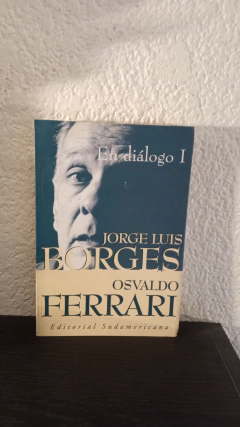 En diálogo I
JORGE LUIS
BORGES
OSVALDO
FERRARI
Editorial Sudamericana